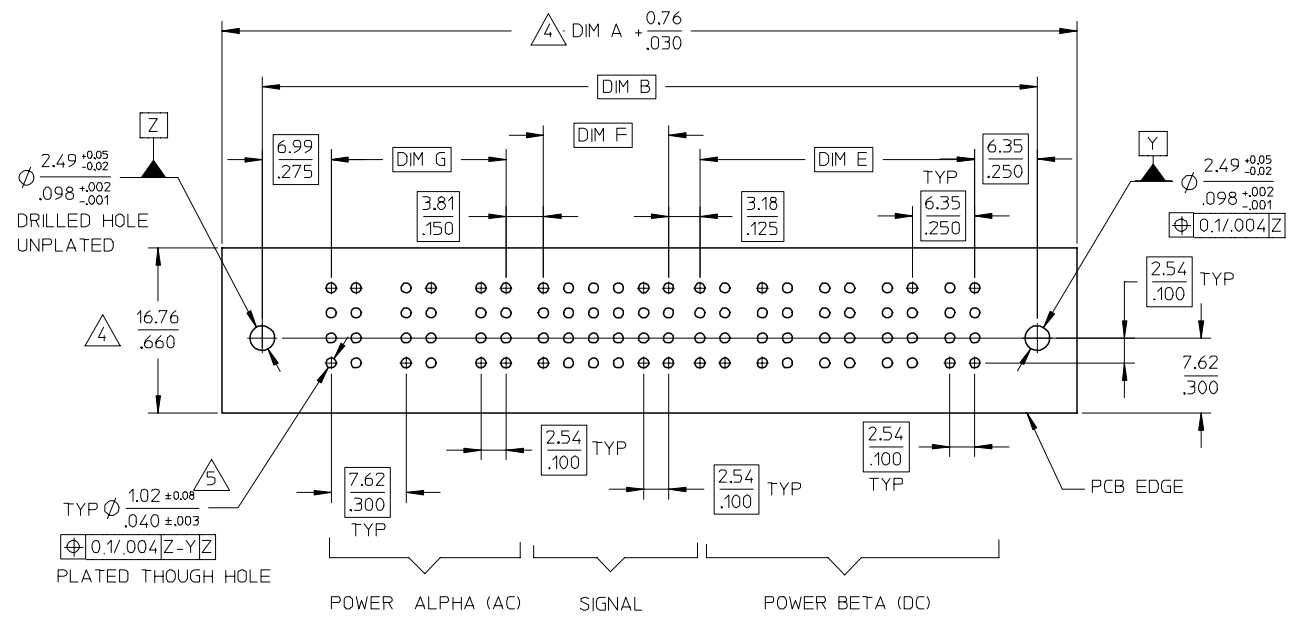 4 DIM A + 0.76
.030
DIM B
Z
6.99
.275
DIM G
DIM F
DIM E
6.35
.250
Y
⌀ 2.49 +0.05 -0.02
.098 +.002 -.001
DRILLED HOLE
UNPLATED
3.81
.150
3.18
.125
TYP
6.35
.250
⌀ 2.49 +0.05 -0.02
.098 +.002 -.001
⌖ 0.1/.004 Z
2.54
.100 TYP
4 16.76
.660
7.62
.300
5
TYP ⌀ 1.02 ±0.08
.040 ±.003
⌖ 0.1/.004 Z-Y Z
PLATED THOUGH HOLE
7.62
.300
TYP
2.54
.100 TYP
2.54
.100 TYP
2.54
.100
TYP
PCB EDGE
POWER ALPHA (AC)
SIGNAL
POWER BETA (DC)